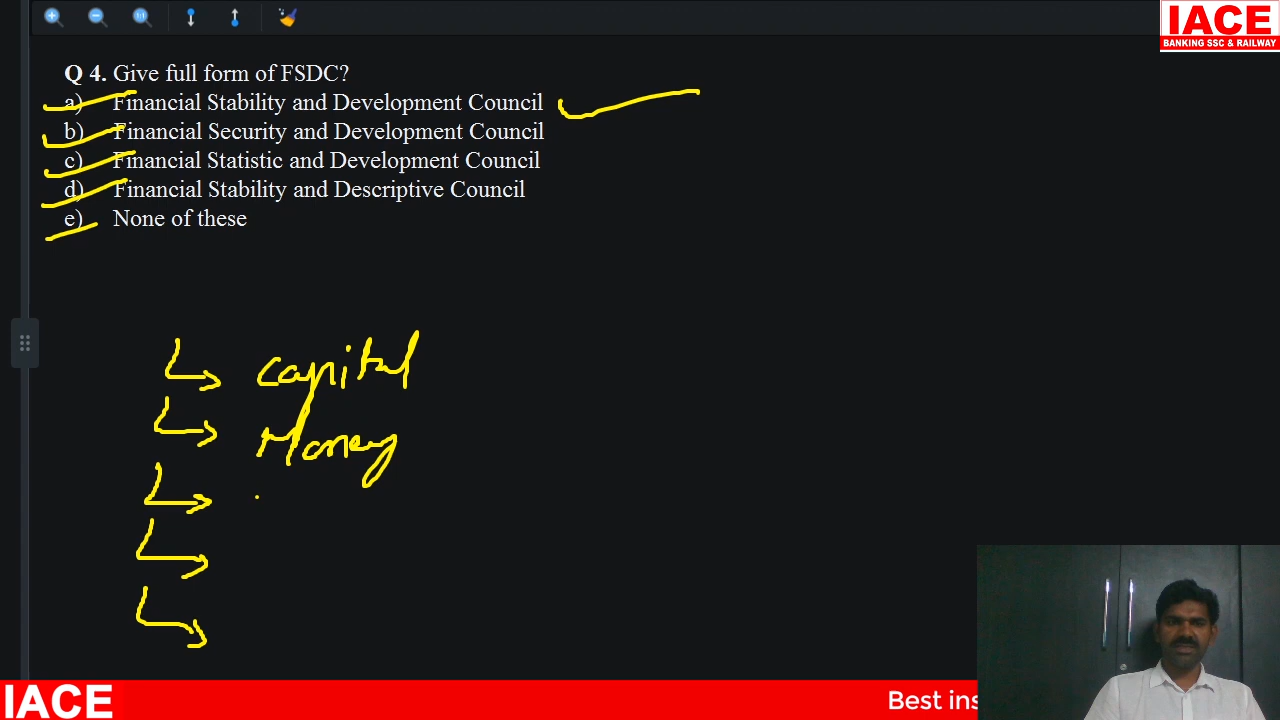 IACE
BANKING SSC & RAILWAY
1:1
Q 4. Give full form of FSDC?
a) Financial Stability and Development Council
b) Financial Security and Development Council
c) Financial Statistic and Development Council
d) Financial Stability and Descriptive Council
e) None of these
Capital
Money
IACE
Best ins